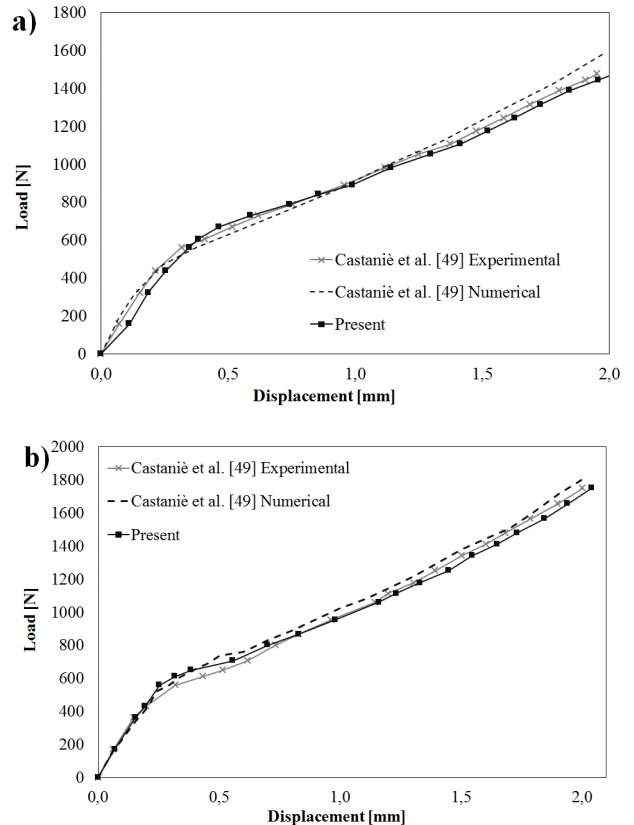 a)
1800
1600
1400
1200
1000
800
600
400
200
0
Load [N]
Castaniè et al. [49] Experimental
Castaniè et al. [49] Numerical
Present
0,0
0,5
1,0
1,5
2,0
Displacement [mm]
b)
2000
1800
1600
1400
1200
1000
800
600
400
200
0
Load [N]
Castaniè et al. [49] Experimental
Castaniè et al. [49] Numerical
Present
0,0
0,5
1,0
1,5
2,0
Displacement [mm]